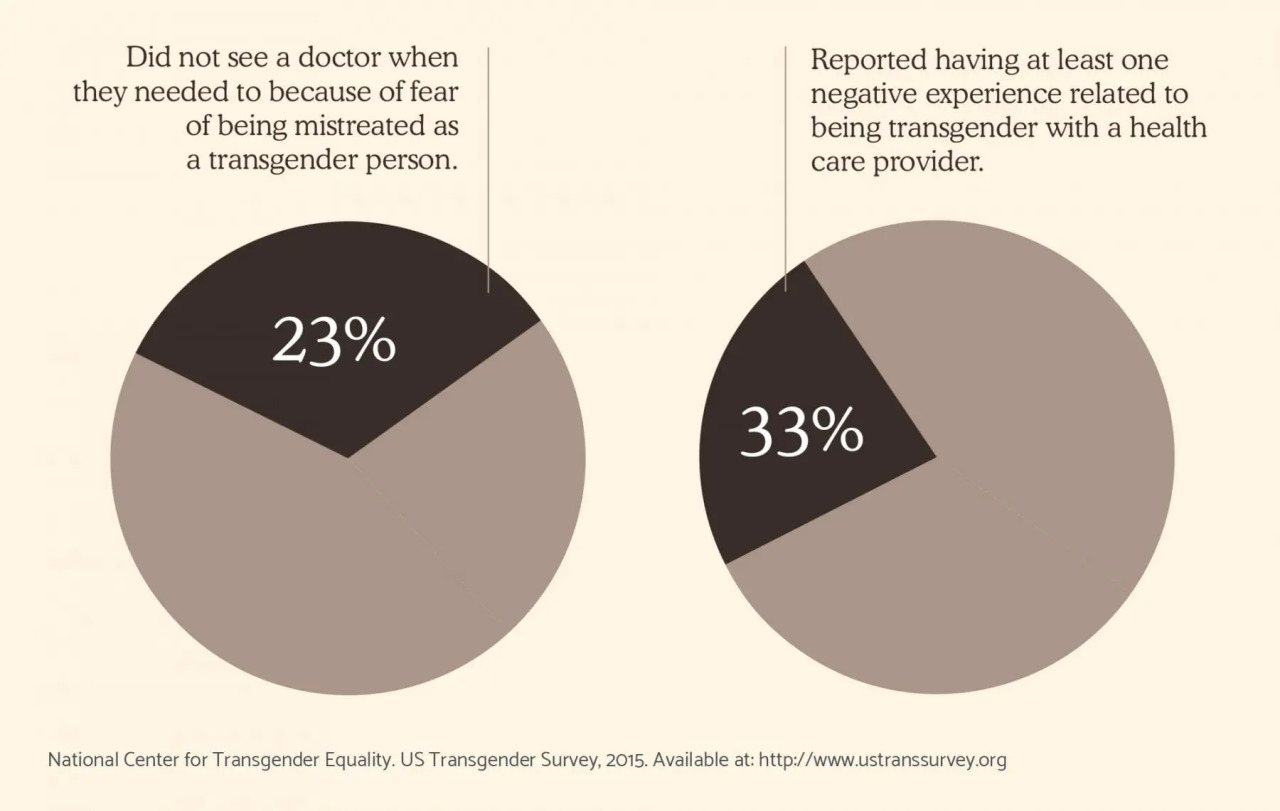 Did not see a doctor when
they needed to because of fear
of being mistreated as
a transgender person.
Reported having at least one
negative experience related to
being transgender with a health
care provider.
23%
33%
National Center for Transgender Equality. US Transgender Survey, 2015. Available at: http://www.ustranssurvey.org